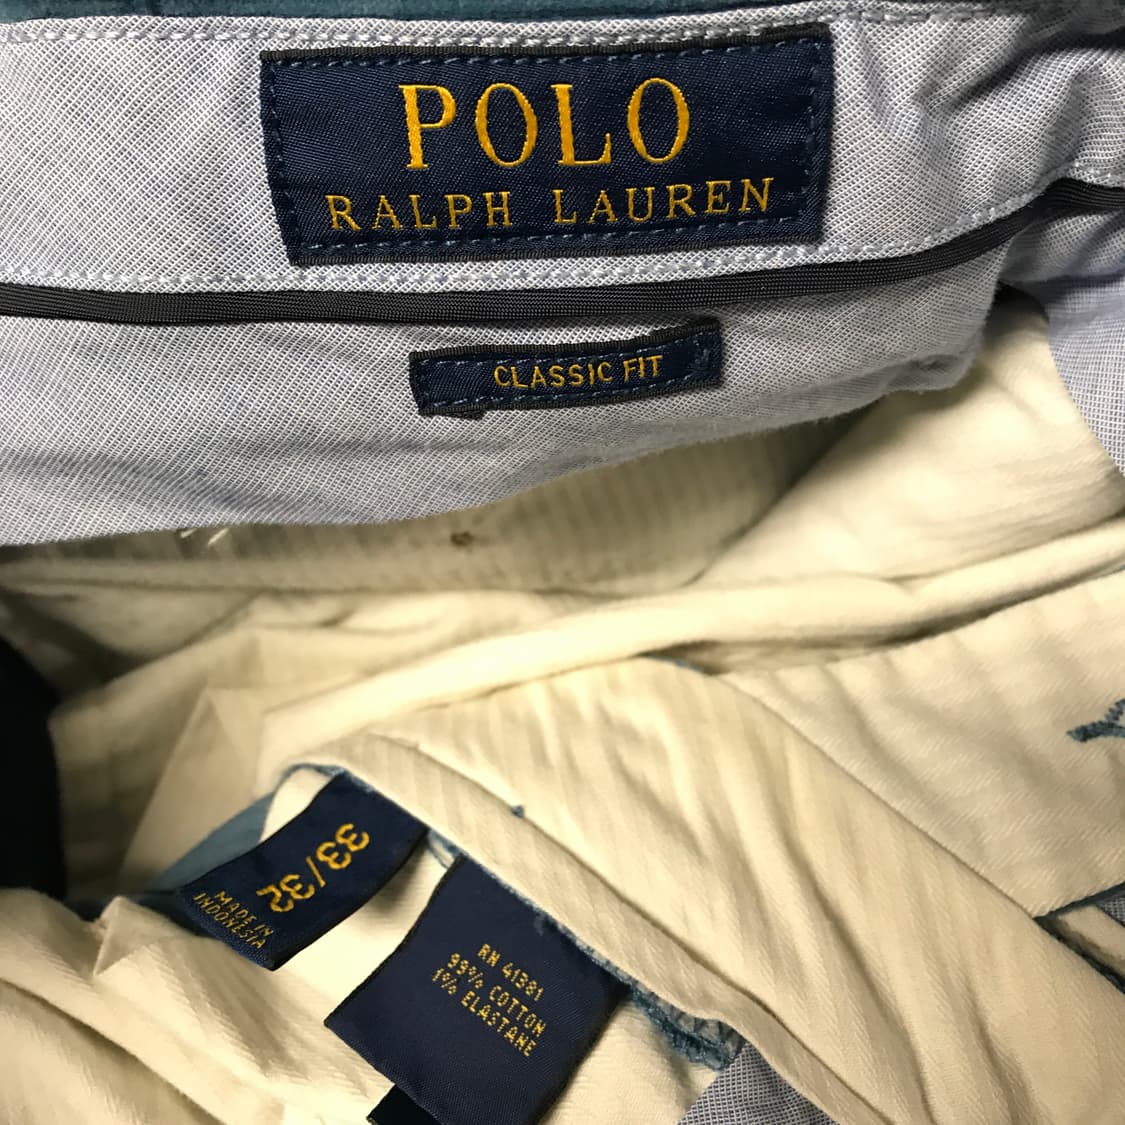 POLO
RALPH LAUREN
CLASSIC FIT
33/32
MADE IN
INDONESIA
RN 41381
99% COTTON
1% ELASTANE